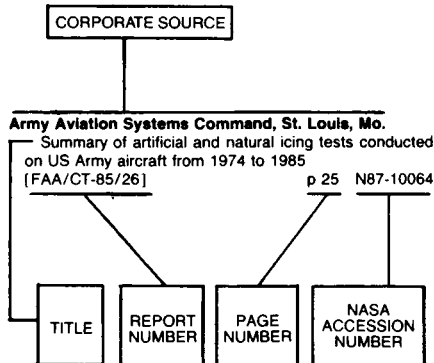 CORPORATE SOURCE
Army Aviation Systems Command, St. Louis, Mo.
Summary of artificial and natural icing tests conducted
on US Army aircraft from 1974 to 1985
[FAA/CT-85/26] p 25 N87-10064
TITLE
REPORT
NUMBER
PAGE
NUMBER
NASA
ACCESSION
NUMBER